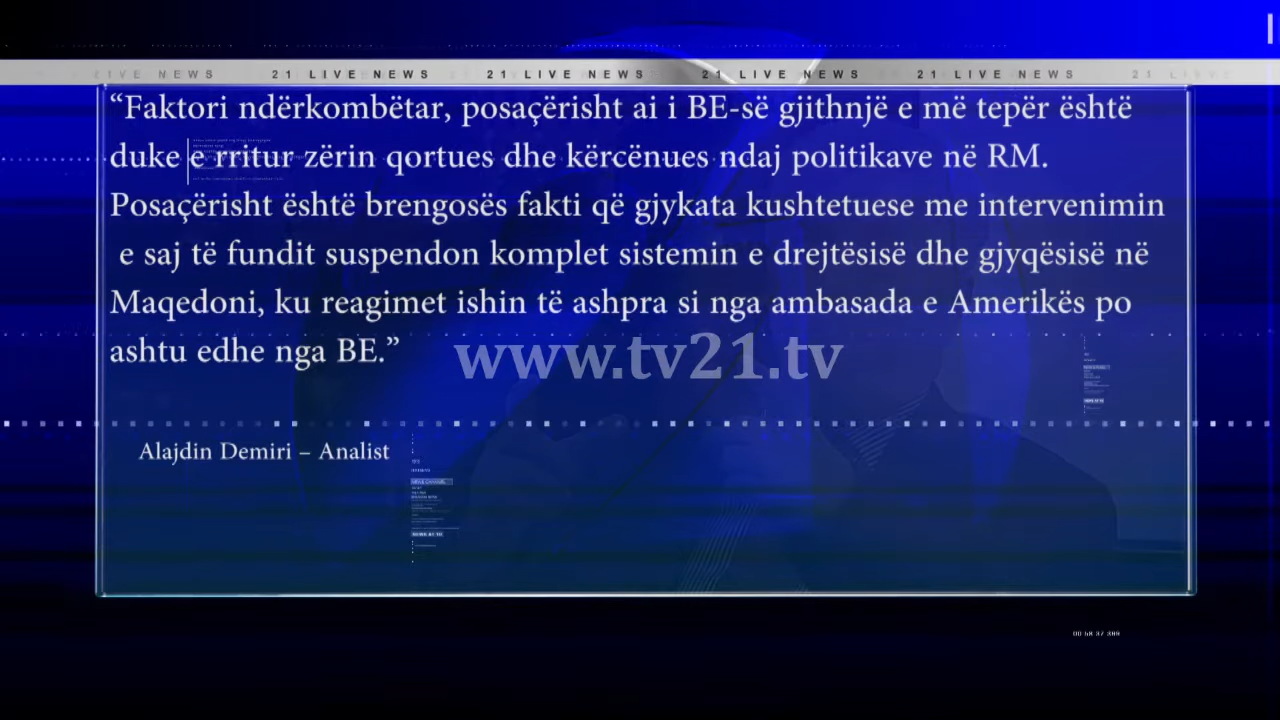 IVE NEWS 21 LIVE NEWS 21 LIVE NEWS 21 LIVE NEWS 21 LIVE NEWS 21
“Faktori ndërkombëtar, posaçërisht ai i BE-së gjithnjë e më tepër është
duke e rritur zërin qortues dhe kërcënues ndaj politikave në RM.
Posaçërisht është brengosës fakti që gjykata kushtetuese me intervenimin
e saj të fundit suspendon komplet sistemin e drejtësisë dhe gjyqësisë në
Maqedoni, ku reagimet ishin të ashpra si nga ambasada e Amerikës po
ashtu edhe nga BE.”
www.tv21.tv
Alajdin Demiri – Analist